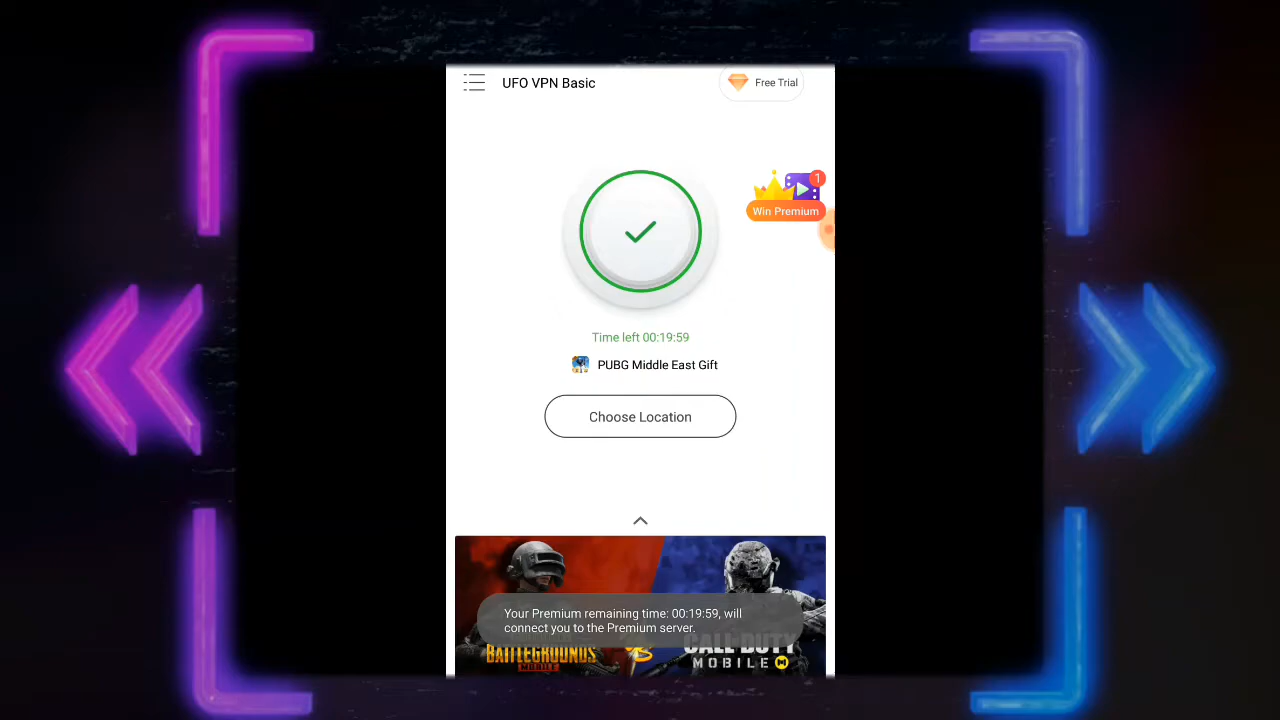 UFO VPN Basic
Free Trial
1
Win Premium
Time left 00:19:59
PUBG Middle East Gift
Choose Location
Your Premium remaining time: 00:19:59, will
connect you to the Premium server.
BATTLEGROUNDS
MOBILE
CALL DUTY
MOBILE